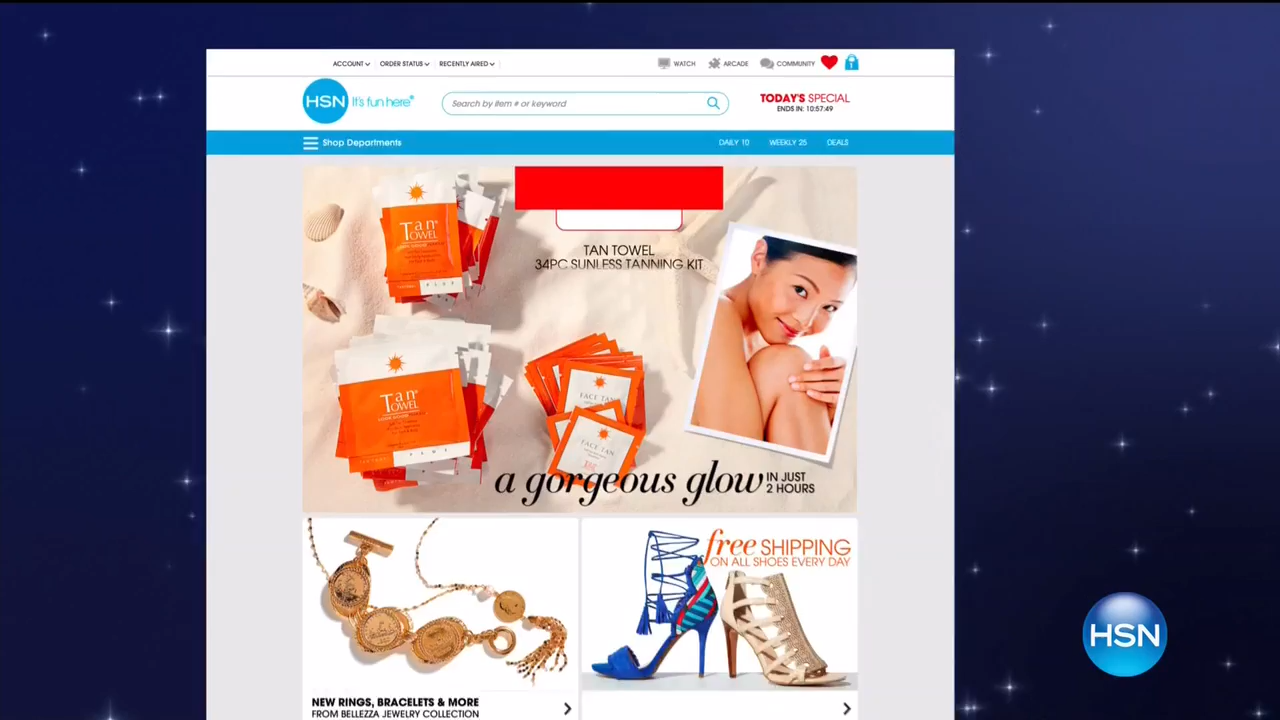 ACCOUNT
ORDER STATUS
RECENTLY AIRED
WATCH
ARCADE
COMMUNITY
1
HSN It's fun here®
Search by item # or keyword
TODAY'S SPECIAL
ENDS IN: 10:57:49
Shop Departments
DAILY 10
WEEKLY 25
DEALS
TAN TOWEL
34PC SUNLESS TANNING KIT
Tan
TOWEL
PLUS
Tan
TOWEL
FACE TAN
FACE TAN
a gorgeous glow IN JUST
2 HOURS
free SHIPPING
ON ALL SHOES EVERY DAY
NEW RINGS, BRACELETS & MORE
FROM BELLEZZA JEWELRY COLLECTION
HSN